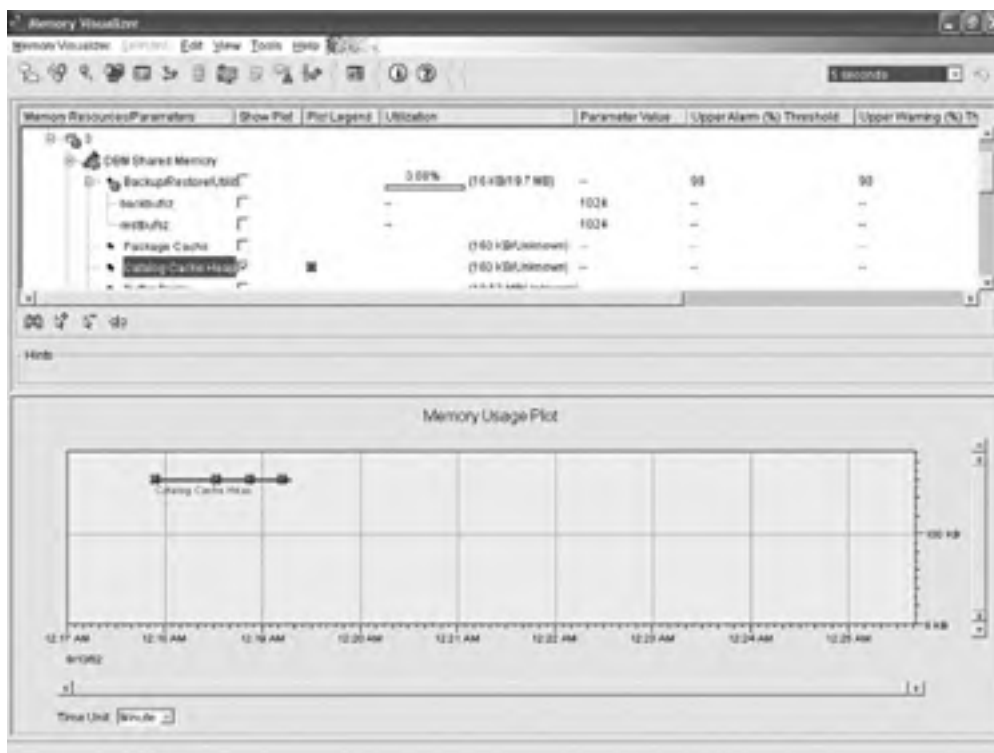 Memory Visualizer
Memory Visualizer Selected Edit View Tools Help
5 seconds
Memory Resources/Parameters Show Plot Plot Legend Utilization Parameter Value Upper Alarm (%) Threshold Upper Warning (%) Th
DBM Shared Memory
Backup/Restore/Utilid 0.08% (16 KB/19.7 MB) -- 98 90
backbufsz -- 1024 -- --
restbufsz -- 1024 -- --
Package Cache (160 KB/Unknown) -- -- --
Catalog Cache Heap (160 KB/Unknown) -- -- --
Hints
Memory Usage Plot
Catalog Cache Heap
100 KB
0 KB
12:17 AM 12:18 AM 12:19 AM 12:20 AM 12:21 AM 12:22 AM 12:23 AM 12:24 AM 12:25 AM
Time Unit Minute